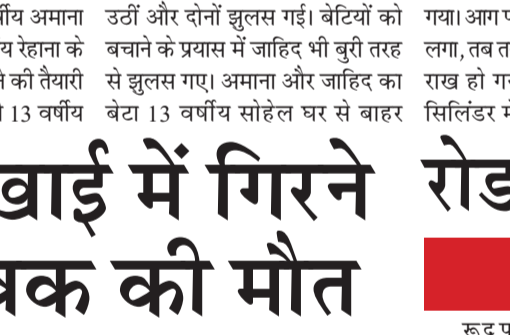 र्षीय अमाना
य रेहाना के
ने की तैयारी
13 वर्षीय
उठीं और दोनों झुलस गई। बेटियों को
बचाने के प्रयास में जाहिद भी बुरी तरह
से झुलस गए। अमाना और जाहिद का
बेटा 13 वर्षीय सोहेल घर से बाहर
गया। आग
लगा, तब
राख हो
सिलिंडर
खाई में गिरने
की मौत
रोड